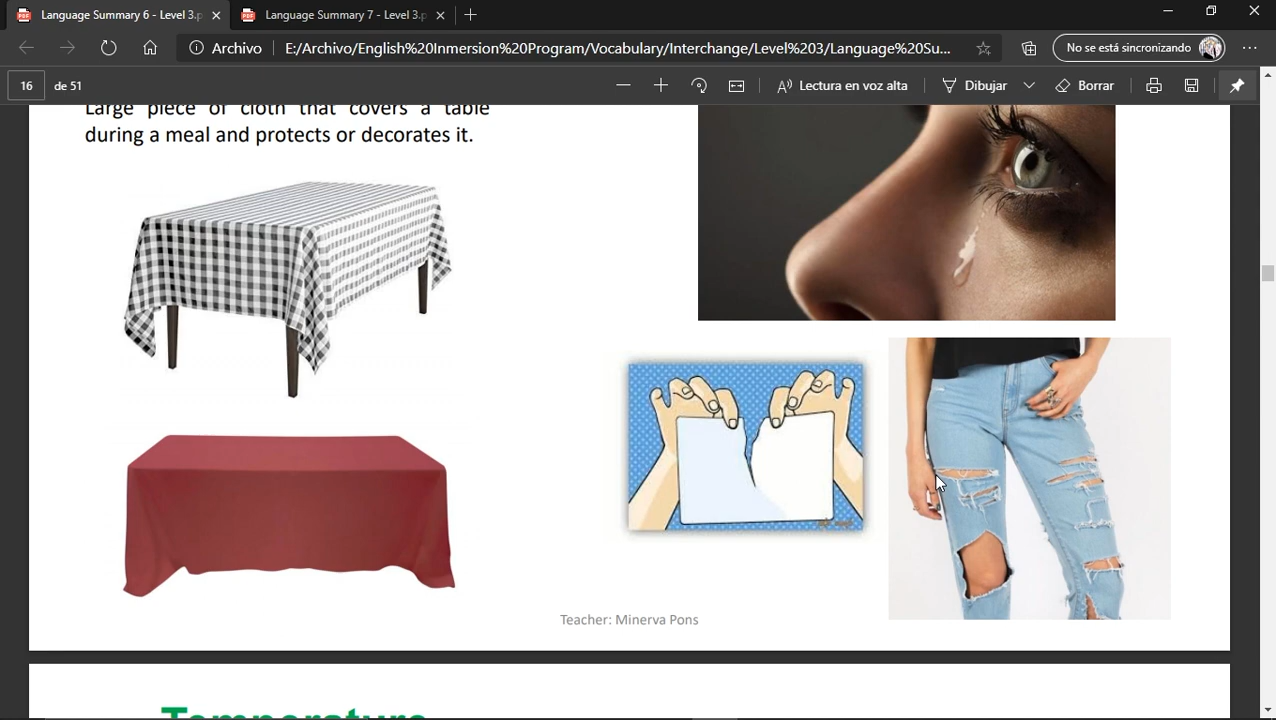 Language Summary 6 - Level 3.p
Language Summary 7 - Level 3.p
Archivo
E:/Archivo/English%20Inmersion%20Program/Vocabulary/Interchange/Level%203/Language%20Su...
No se está sincronizando
16 de 51
Lectura en voz alta
Dibujar
Borrar
Large piece of cloth that covers a table
during a meal and protects or decorates it.
Teacher: Minerva Pons
Temperature